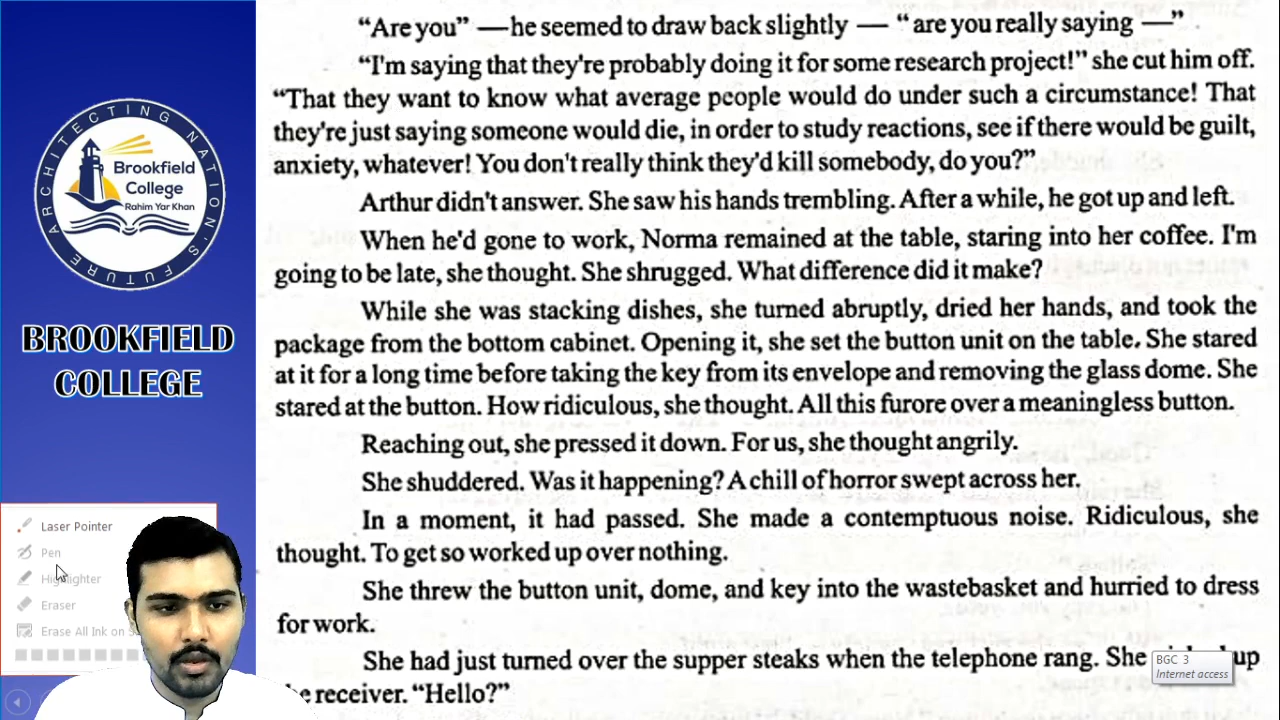 “Are you” —he seemed to draw back slightly — “are you really saying —”
“I'm saying that they're probably doing it for some research project!” she cut him off.
“That they want to know what average people would do under such a circumstance! That
they're just saying someone would die, in order to study reactions, see if there would be guilt,
anxiety, whatever! You don't really think they’d kill somebody, do you?”
Arthur didn't answer. She saw his hands trembling. After a while, he got up and left.
When he'd gone to work, Norma remained at the table, staring into her coffee. I'm
going to be late, she thought. She shrugged. What difference did it make?
While she was stacking dishes, she turned abruptly, dried her hands, and took the
package from the bottom cabinet. Opening it, she set the button unit on the table. She stared
at it for a long time before taking the key from its envelope and removing the glass dome. She
stared at the button. How ridiculous, she thought. All this furore over a meaningless button.
Reaching out, she pressed it down. For us, she thought angrily.
She shuddered. Was it happening? A chill of horror swept across her.
In a moment, it had passed. She made a contemptuous noise. Ridiculous, she
thought. To get so worked up over nothing.
She threw the button unit, dome, and key into the wastebasket and hurried to dress
for work.
She had just turned over the supper steaks when the telephone rang. She up
receiver. “Hello?”
ARCHITECTING NATION'S FUTURE
Brookfield
College
Rahim Yar Khan
BROOKFIELD
COLLEGE
Laser Pointer
Pen
Highlighter
Eraser
Erase All Ink on
BGC 3
Internet access